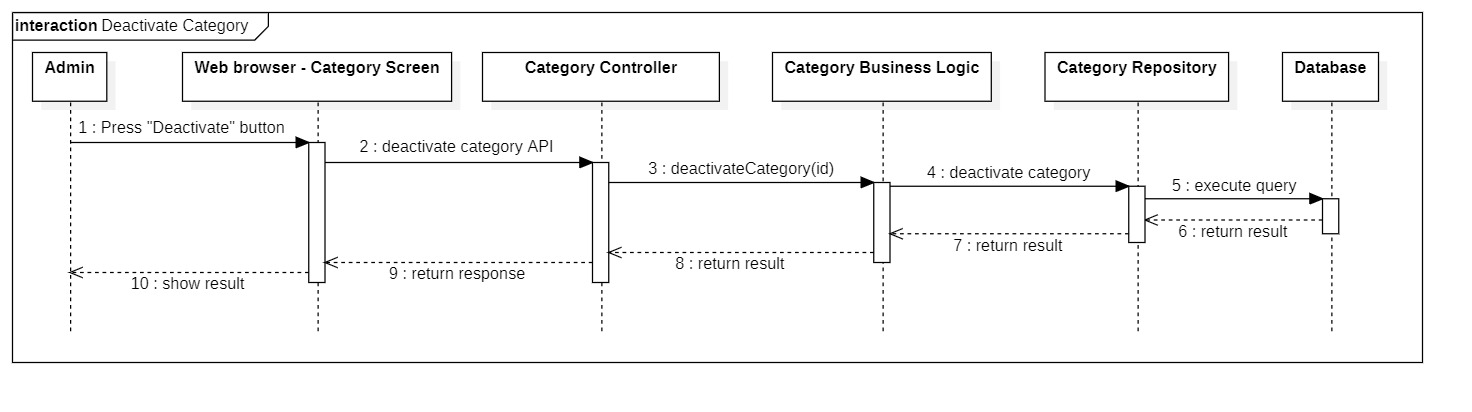 interaction Deactivate Category
Admin
Web browser - Category Screen
Category Controller
Category Business Logic
Category Repository
Database
1 : Press "Deactivate" button
2 : deactivate category API
3 : deactivateCategory(id)
4 : deactivate category
5 : execute query
6 : return result
7 : return result
8 : return result
9 : return response
10 : show result